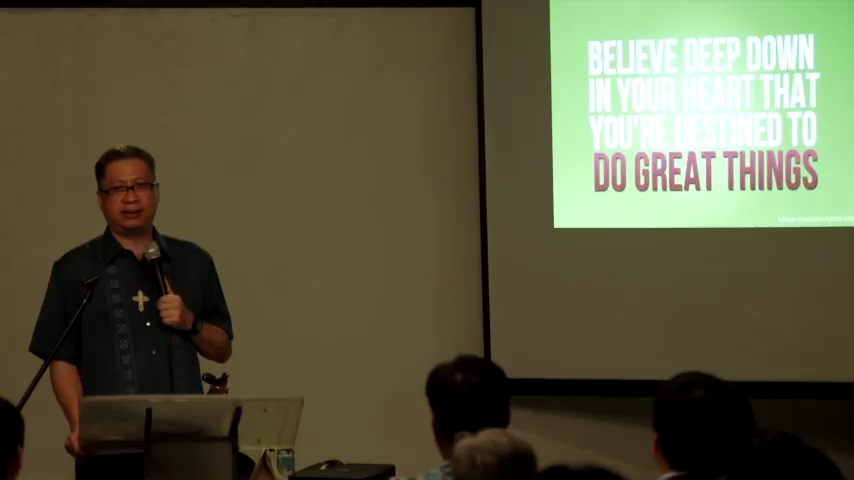 BELIEVE DEEP DOWN
IN YOUR HEART THAT
YOU'RE DESTINED TO
DO GREAT THINGS